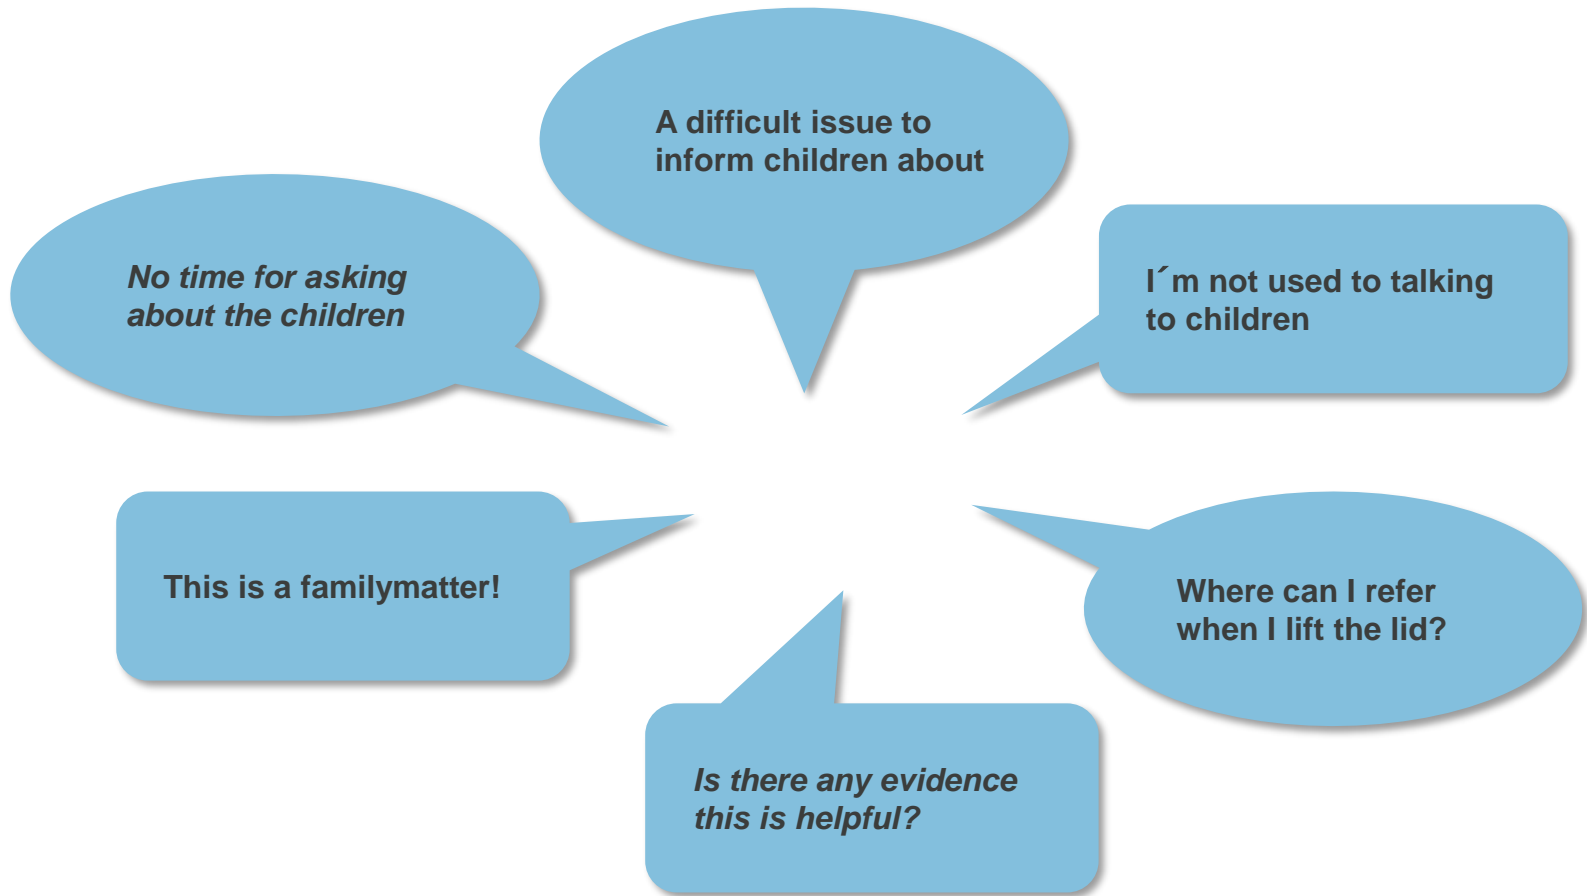 A difficult issue to
inform children about
No time for asking
about the children
I´m not used to talking
to children
This is a familymatter!
Where can I refer
when I lift the lid?
Is there any evidence
this is helpful?